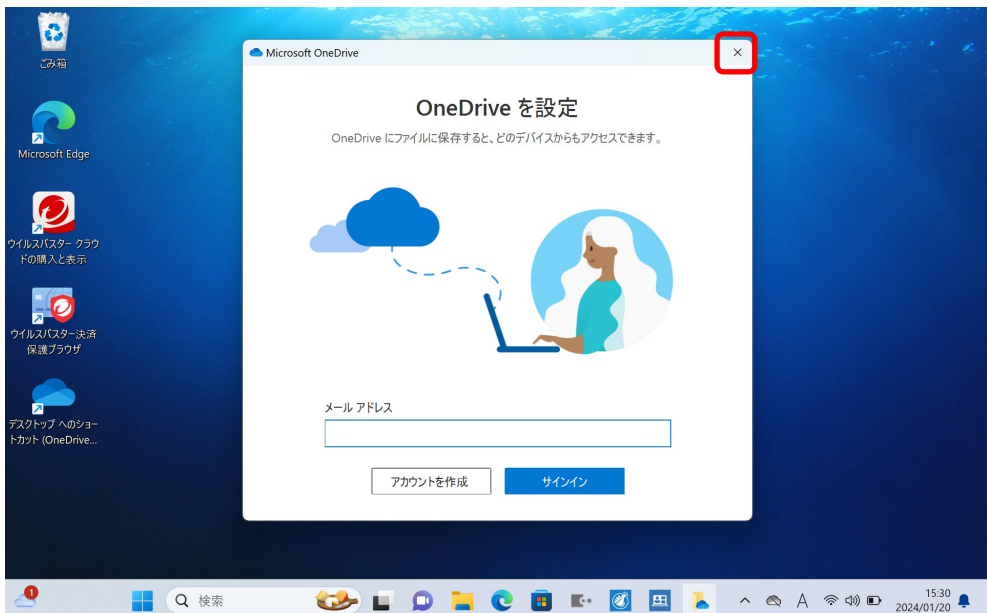 ごみ箱
Microsoft Edge
ウイルスバスター クラウ
ドの購入と表示
ウイルスバスター決済
保護ブラウザ
デスクトップ へのショー
トカット (OneDrive...
Microsoft OneDrive
OneDrive を設定
OneDrive にファイルに保存すると、どのデバイスからもアクセスできます。
メール アドレス
アカウントを作成
サインイン
1
検索
A
15:30
2024/01/20